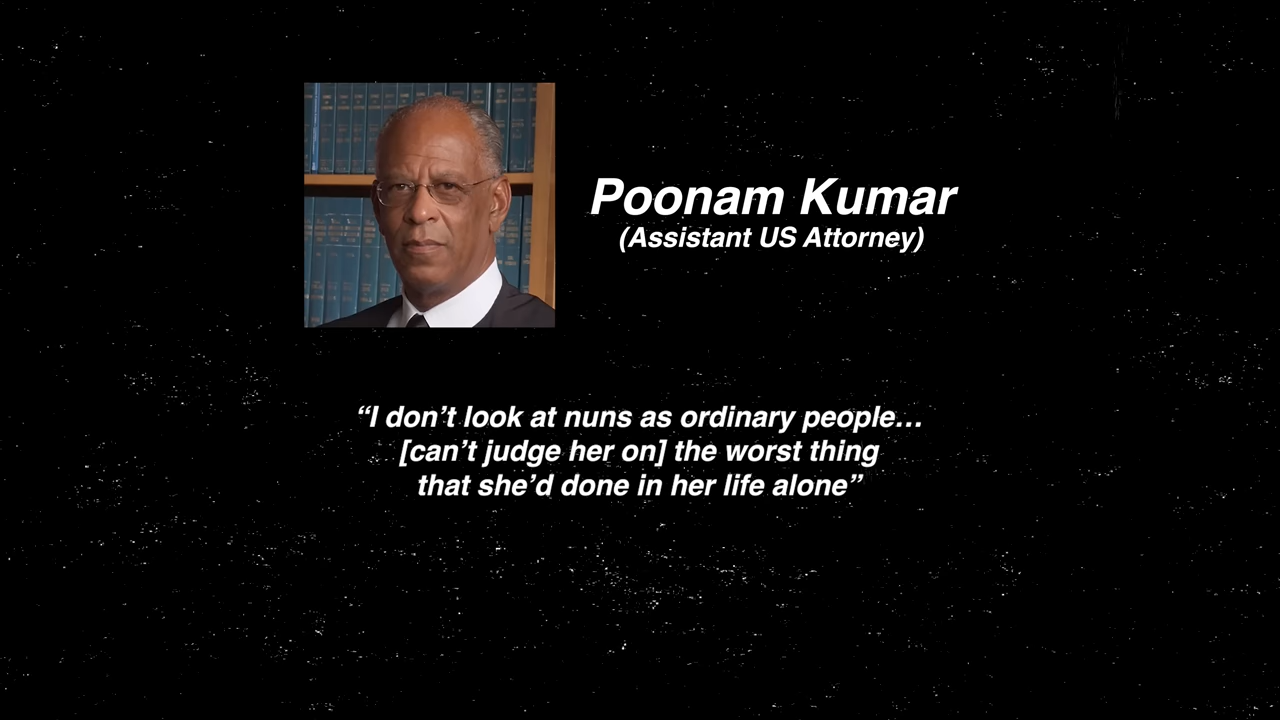 Poonam Kumar
(Assistant US Attorney)
“I don’t look at nuns as ordinary people…
[can’t judge her on] the worst thing
that she’d done in her life alone”